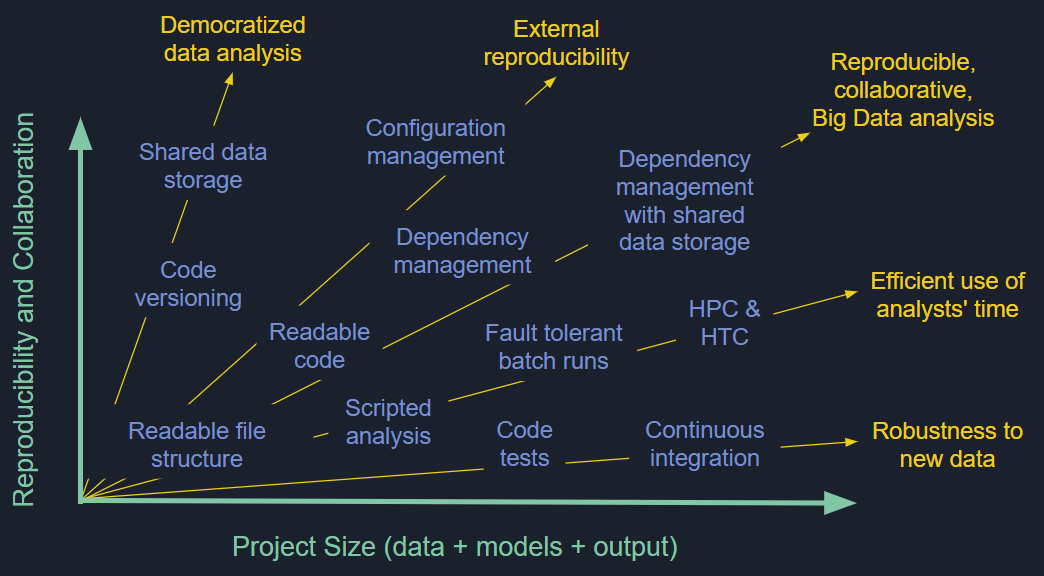 Democratized
data analysis
External
reproducibility
Reproducible,
collaborative,
Big Data analysis
Shared data
storage
Configuration
management
Dependency
management
with shared
data storage
Code
versioning
Dependency
management
Efficient use of
analysts' time
HPC &
HTC
Readable
code
Fault tolerant
batch runs
Scripted
analysis
Readable file
structure
Code
tests
Continuous
integration
Robustness to
new data
Reproducibility and Collaboration
Project Size (data + models + output)